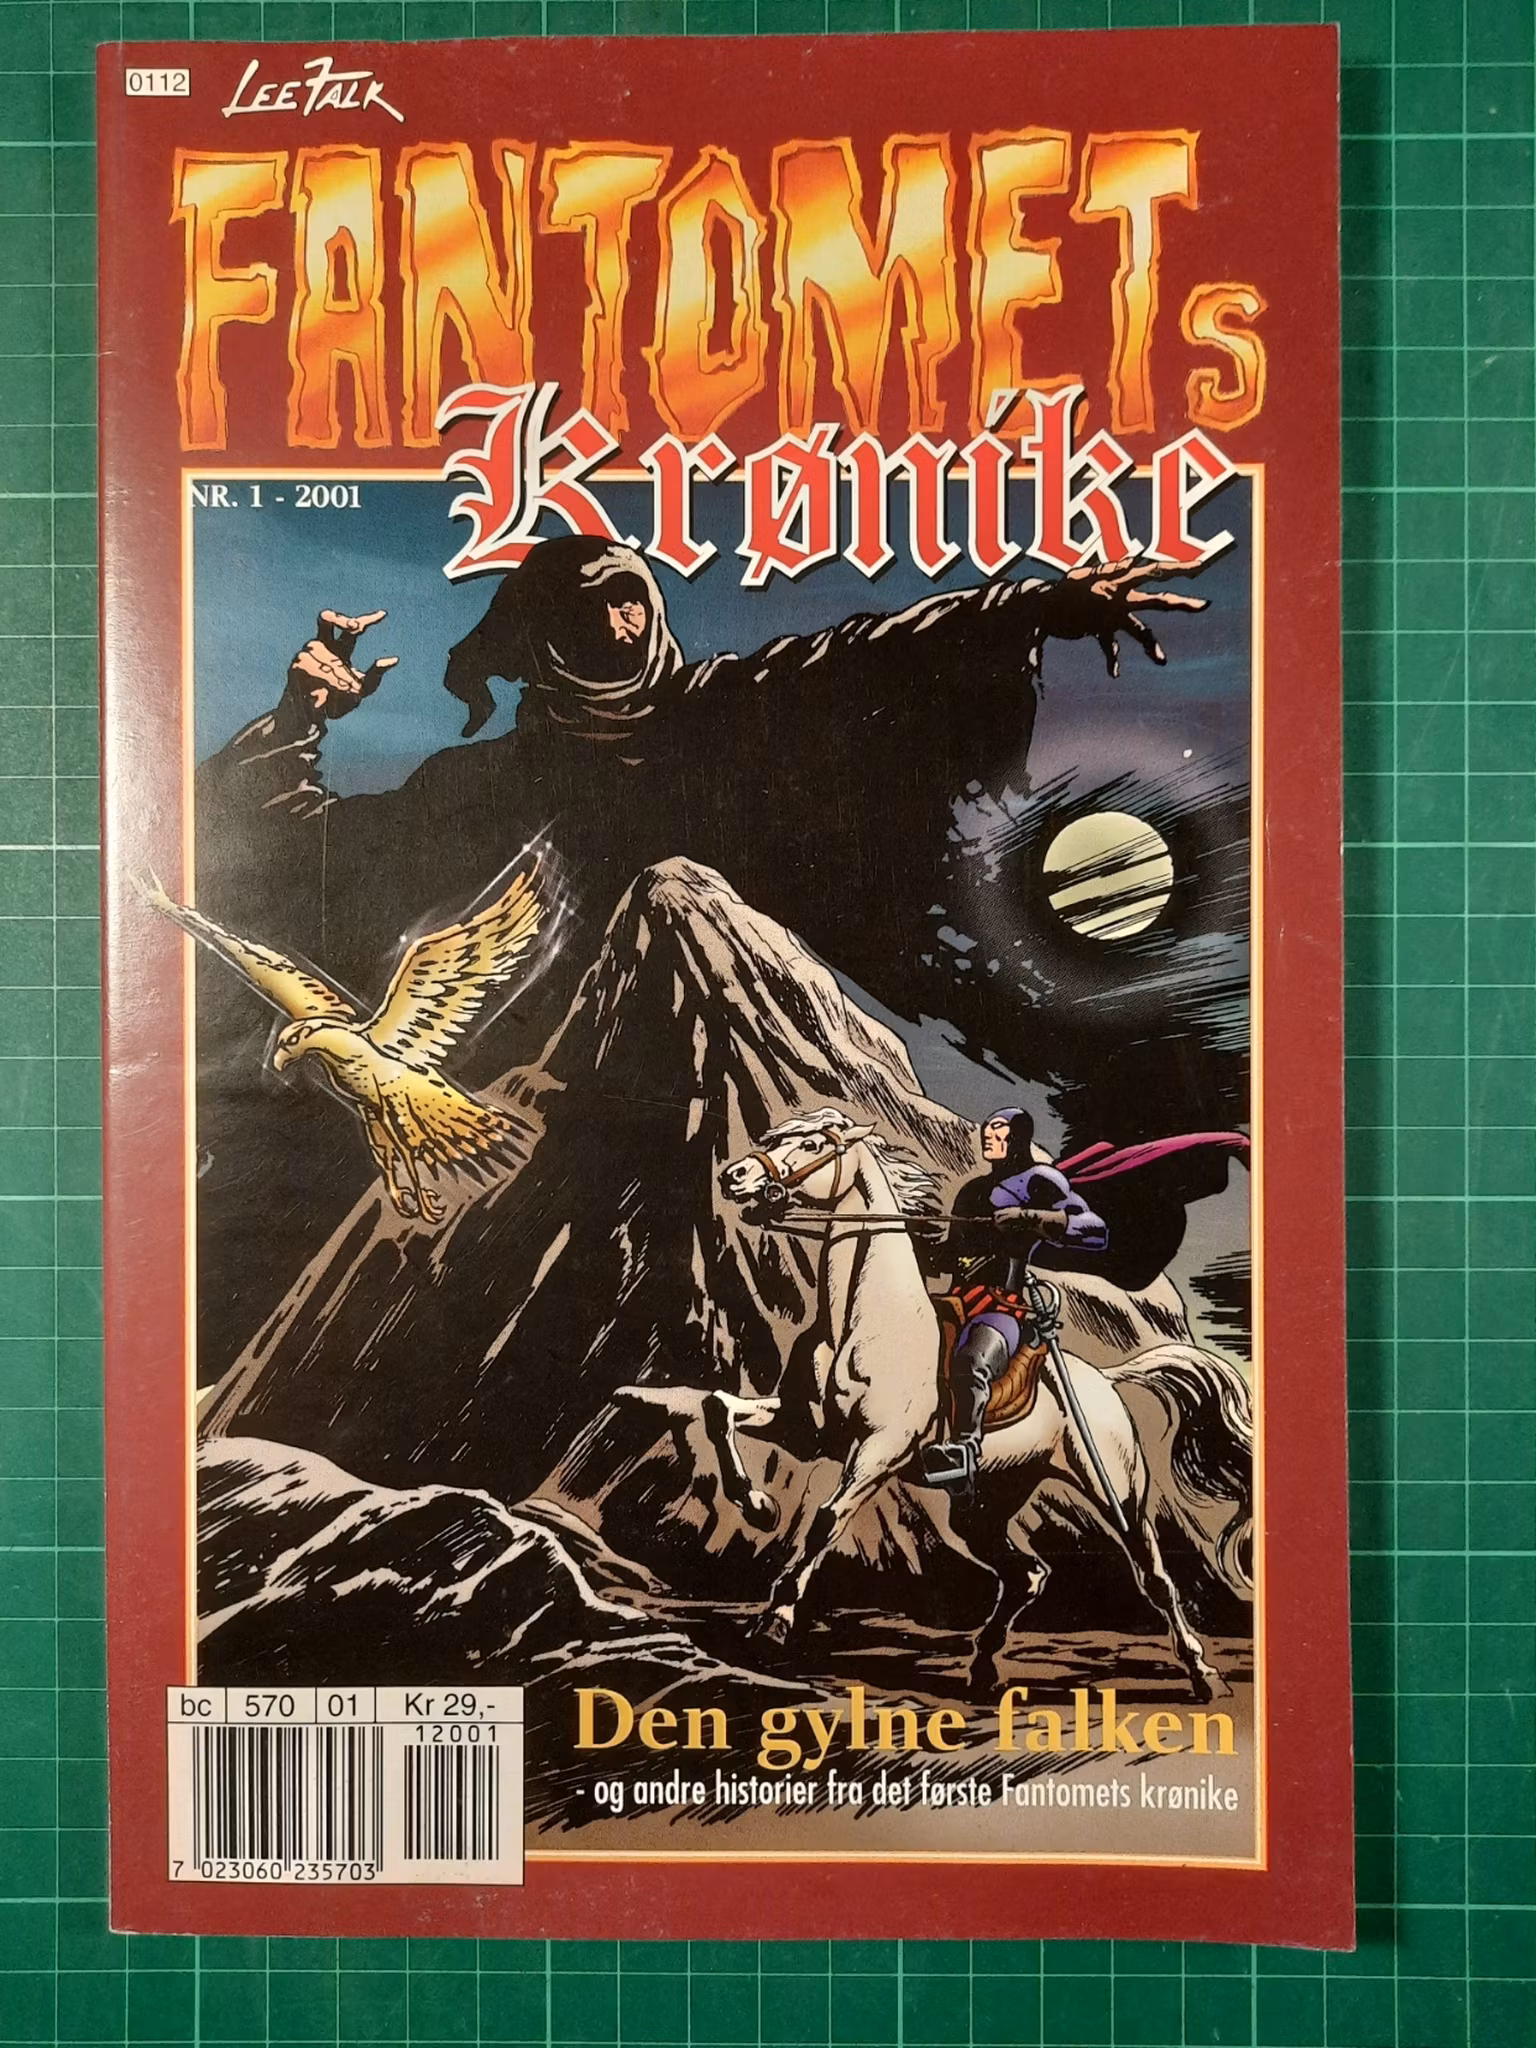 0112
LEE FALK
FANTOMETs
Krønike
NR. 1 - 2001
bc 570 01 Kr 29,-
12001
7 023060 235703
Den gylne falken
- og andre historier fra det første Fantomets krønike